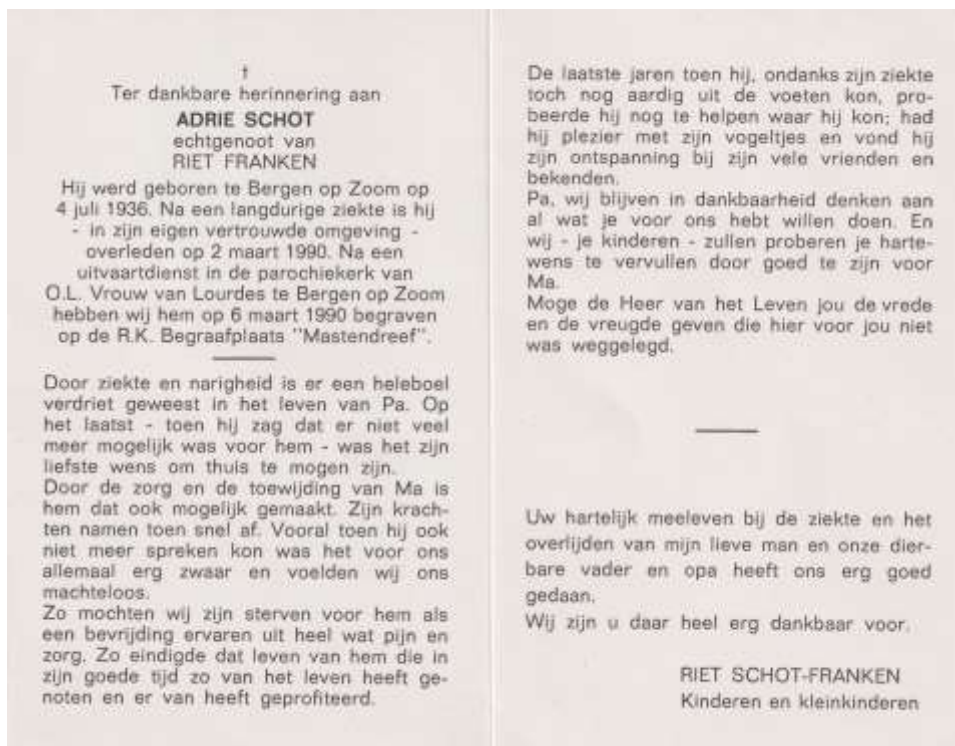 †
Ter dankbare herinnering aan
ADRIE SCHOT
echtgenoot van
RIET FRANKEN
Hij werd geboren te Bergen op Zoom op
4 juli 1936. Na een langdurige ziekte is hij
- in zijn eigen vertrouwde omgeving -
overleden op 2 maart 1990. Na een
uitvaartdienst in de parochiekerk van
O.L. Vrouw van Lourdes te Bergen op Zoom
hebben wij hem op 6 maart 1990 begraven
op de R.K. Begraafplaats "Mastendreef".
Door ziekte en narigheid is er een heleboel
verdriet geweest in het leven van Pa. Op
het laatst - toen hij zag dat er niet veel
meer mogelijk was voor hem - was het zijn
liefste wens om thuis te mogen zijn.
Door de zorg en de toewijding van Ma is
hem dat ook mogelijk gemaakt. Zijn krach-
ten namen toen snel af. Vooral toen hij ook
niet meer spreken kon was het voor ons
allemaal erg zwaar en voelden wij ons
machteloos.
Zo mochten wij zijn sterven voor hem als
een bevrijding ervaren uit heel wat pijn en
zorg. Zo eindigde dat leven van hem die in
zijn goede tijd zo van het leven heeft ge-
noten en er van heeft geprofiteerd.
De laatste jaren toen hij, ondanks zijn ziekte
toch nog aardig uit de voeten kon, pro-
beerde hij nog te helpen waar hij kon; had
hij plezier met zijn vogeltjes en vond hij
zijn ontspanning bij zijn vele vrienden en
bekenden.
Pa, wij blijven in dankbaarheid denken aan
al wat je voor ons hebt willen doen. En
wij - je kinderen - zullen proberen je harte-
wens te vervullen door goed te zijn voor
Ma.
Moge de Heer van het Leven jou de vrede
en de vreugde geven die hier voor jou niet
was weggelegd.
Uw hartelijk meeleven bij de ziekte en het
overlijden van mijn lieve man en onze dier-
bare vader en opa heeft ons erg goed
gedaan.
Wij zijn u daar heel erg dankbaar voor.
RIET SCHOT-FRANKEN
Kinderen en kleinkinderen